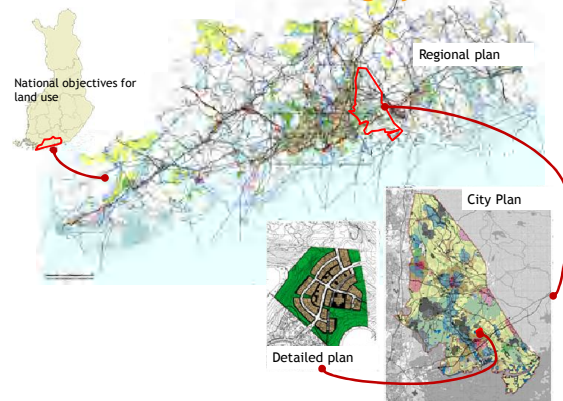 Regional plan
National objectives for
land use
City Plan
Detailed plan